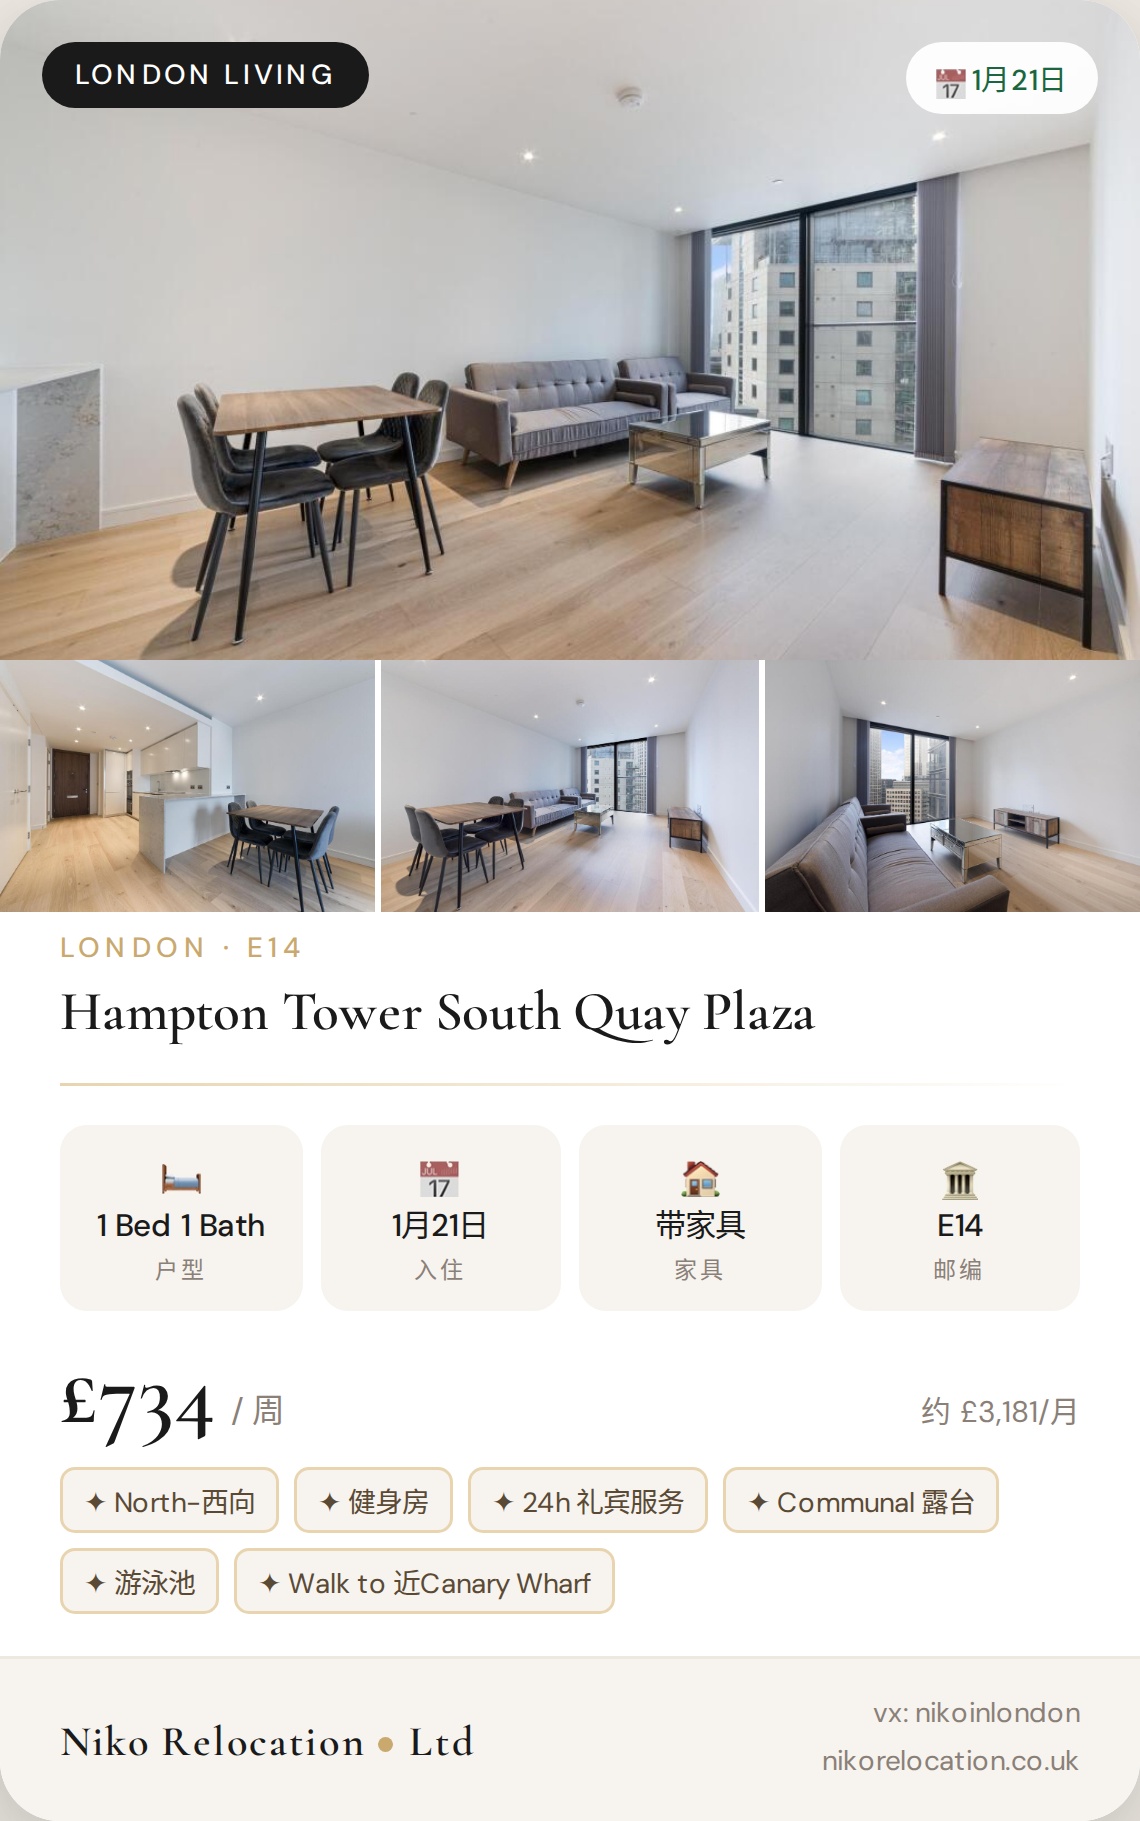 LONDON LIVING
📅 1月21日
LONDON · E14
Hampton Tower South Quay Plaza
1 Bed 1 Bath
户型
1月21日
入住
带家具
家具
E14
邮编
£734 / 周
约 £3,181/月
✦ North-西向
✦ 健身房
✦ 24h 礼宾服务
✦ Communal 露台
✦ 游泳池
✦ Walk to 近Canary Wharf
Niko Relocation • Ltd
vx: nikoinlondon
nikorelocation.co.uk